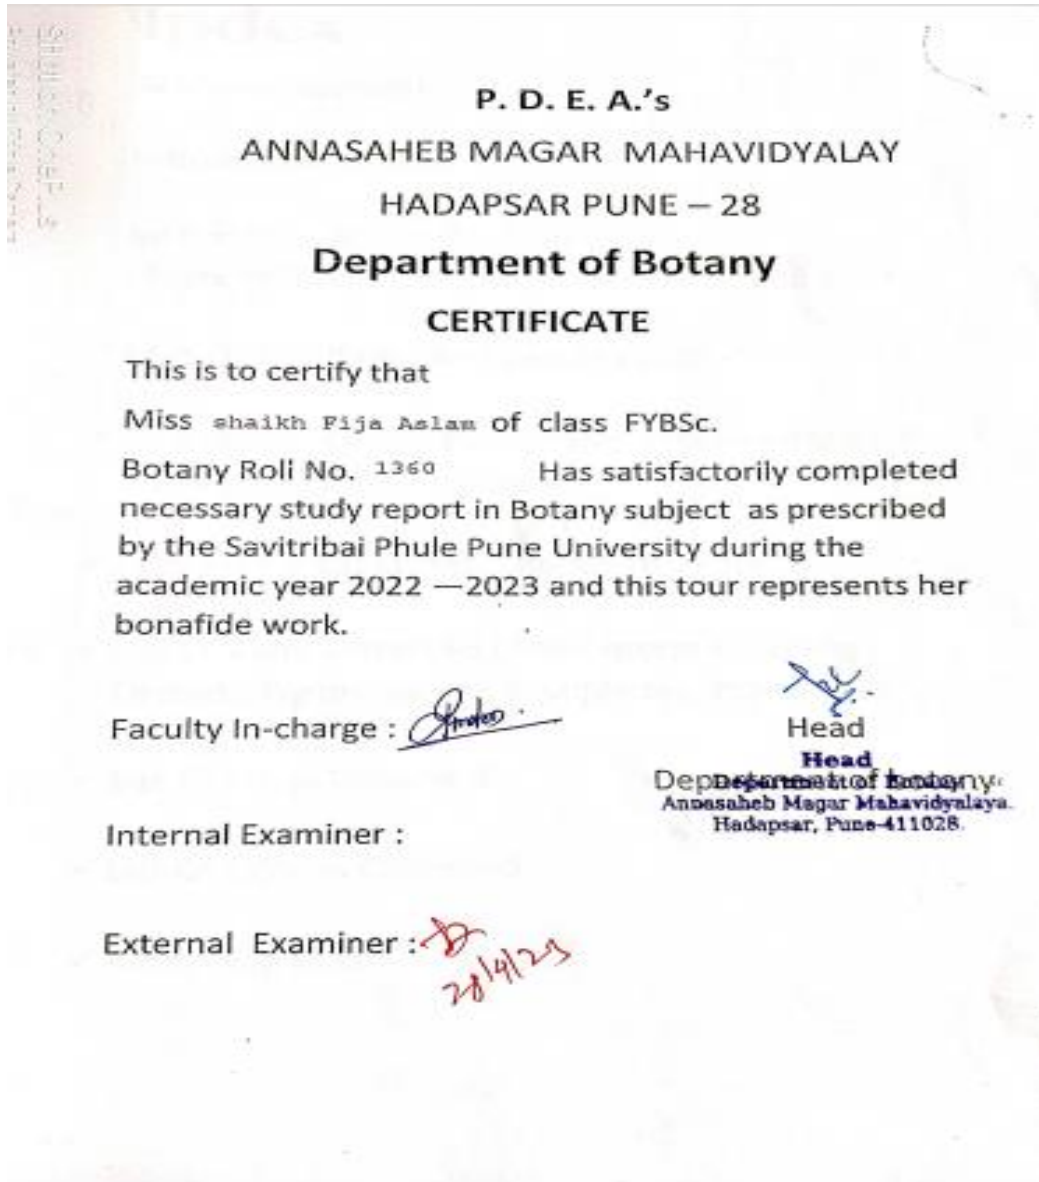 P. D. E. A.'s
ANNASAHEB MAGAR MAHAVIDYALAY
HADAPSAR PUNE – 28
Department of Botany
CERTIFICATE
This is to certify that
Miss shaikh Fija Aslam of class FYBSc.
Botany Roli No. 1360 Has satisfactorily completed
necessary study report in Botany subject as prescribed
by the Savitribai Phule Pune University during the
academic year 2022 —2023 and this tour represents her
bonafide work.
Faculty In-charge :
Head
Head
Department of botany
Annasaheb Magar Mahavidyalaya.
Hadapsar, Pune-411028.
Internal Examiner :
External Examiner :
28/4/23